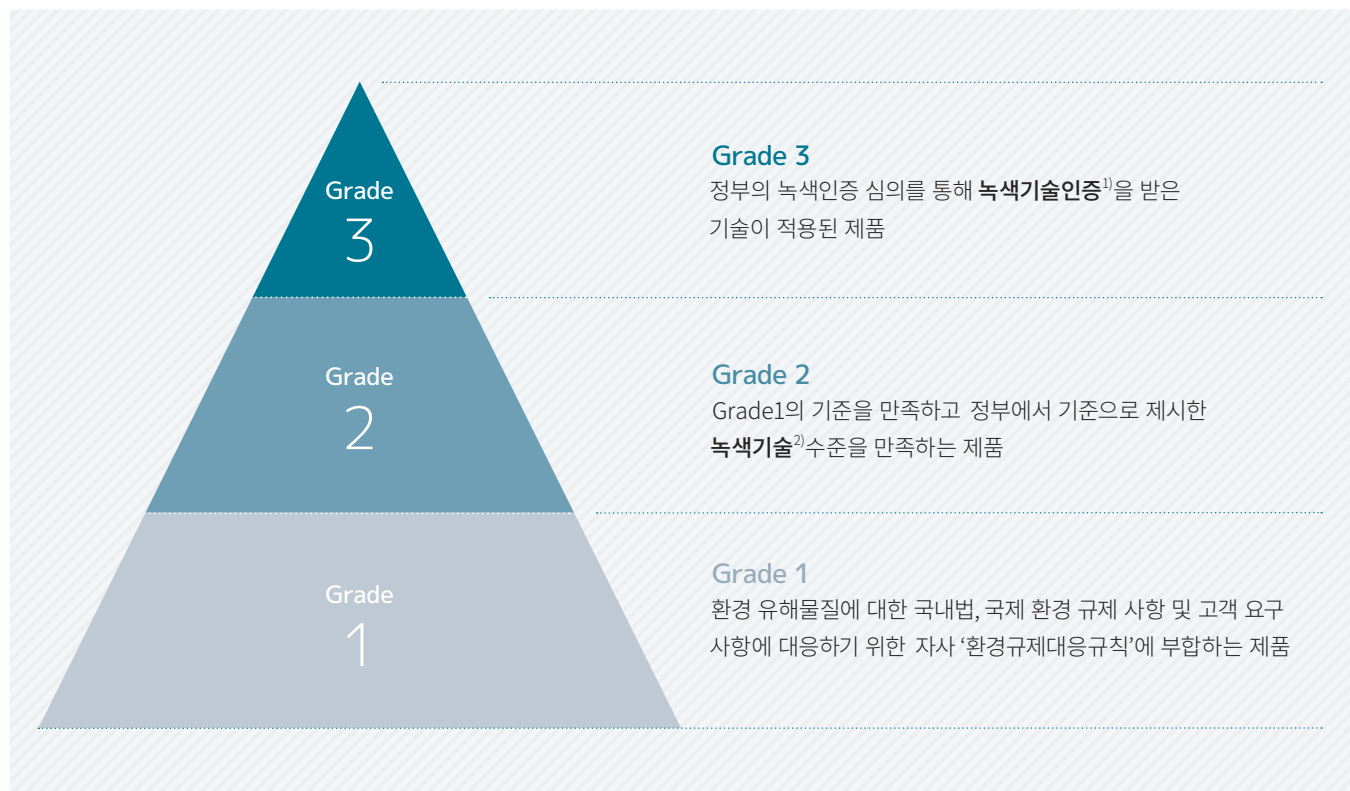 Grade
3
Grade 3
정부의 녹색인증 심의를 통해 녹색기술인증1)을 받은
기술이 적용된 제품
Grade
2
Grade 2
Grade1의 기준을 만족하고 정부에서 기준으로 제시한
녹색기술2)수준을 만족하는 제품
Grade
1
Grade 1
환경 유해물질에 대한 국내법, 국제 환경 규제 사항 및 고객 요구
사항에 대응하기 위한 자사 ‘환경규제대응규칙’에 부합하는 제품